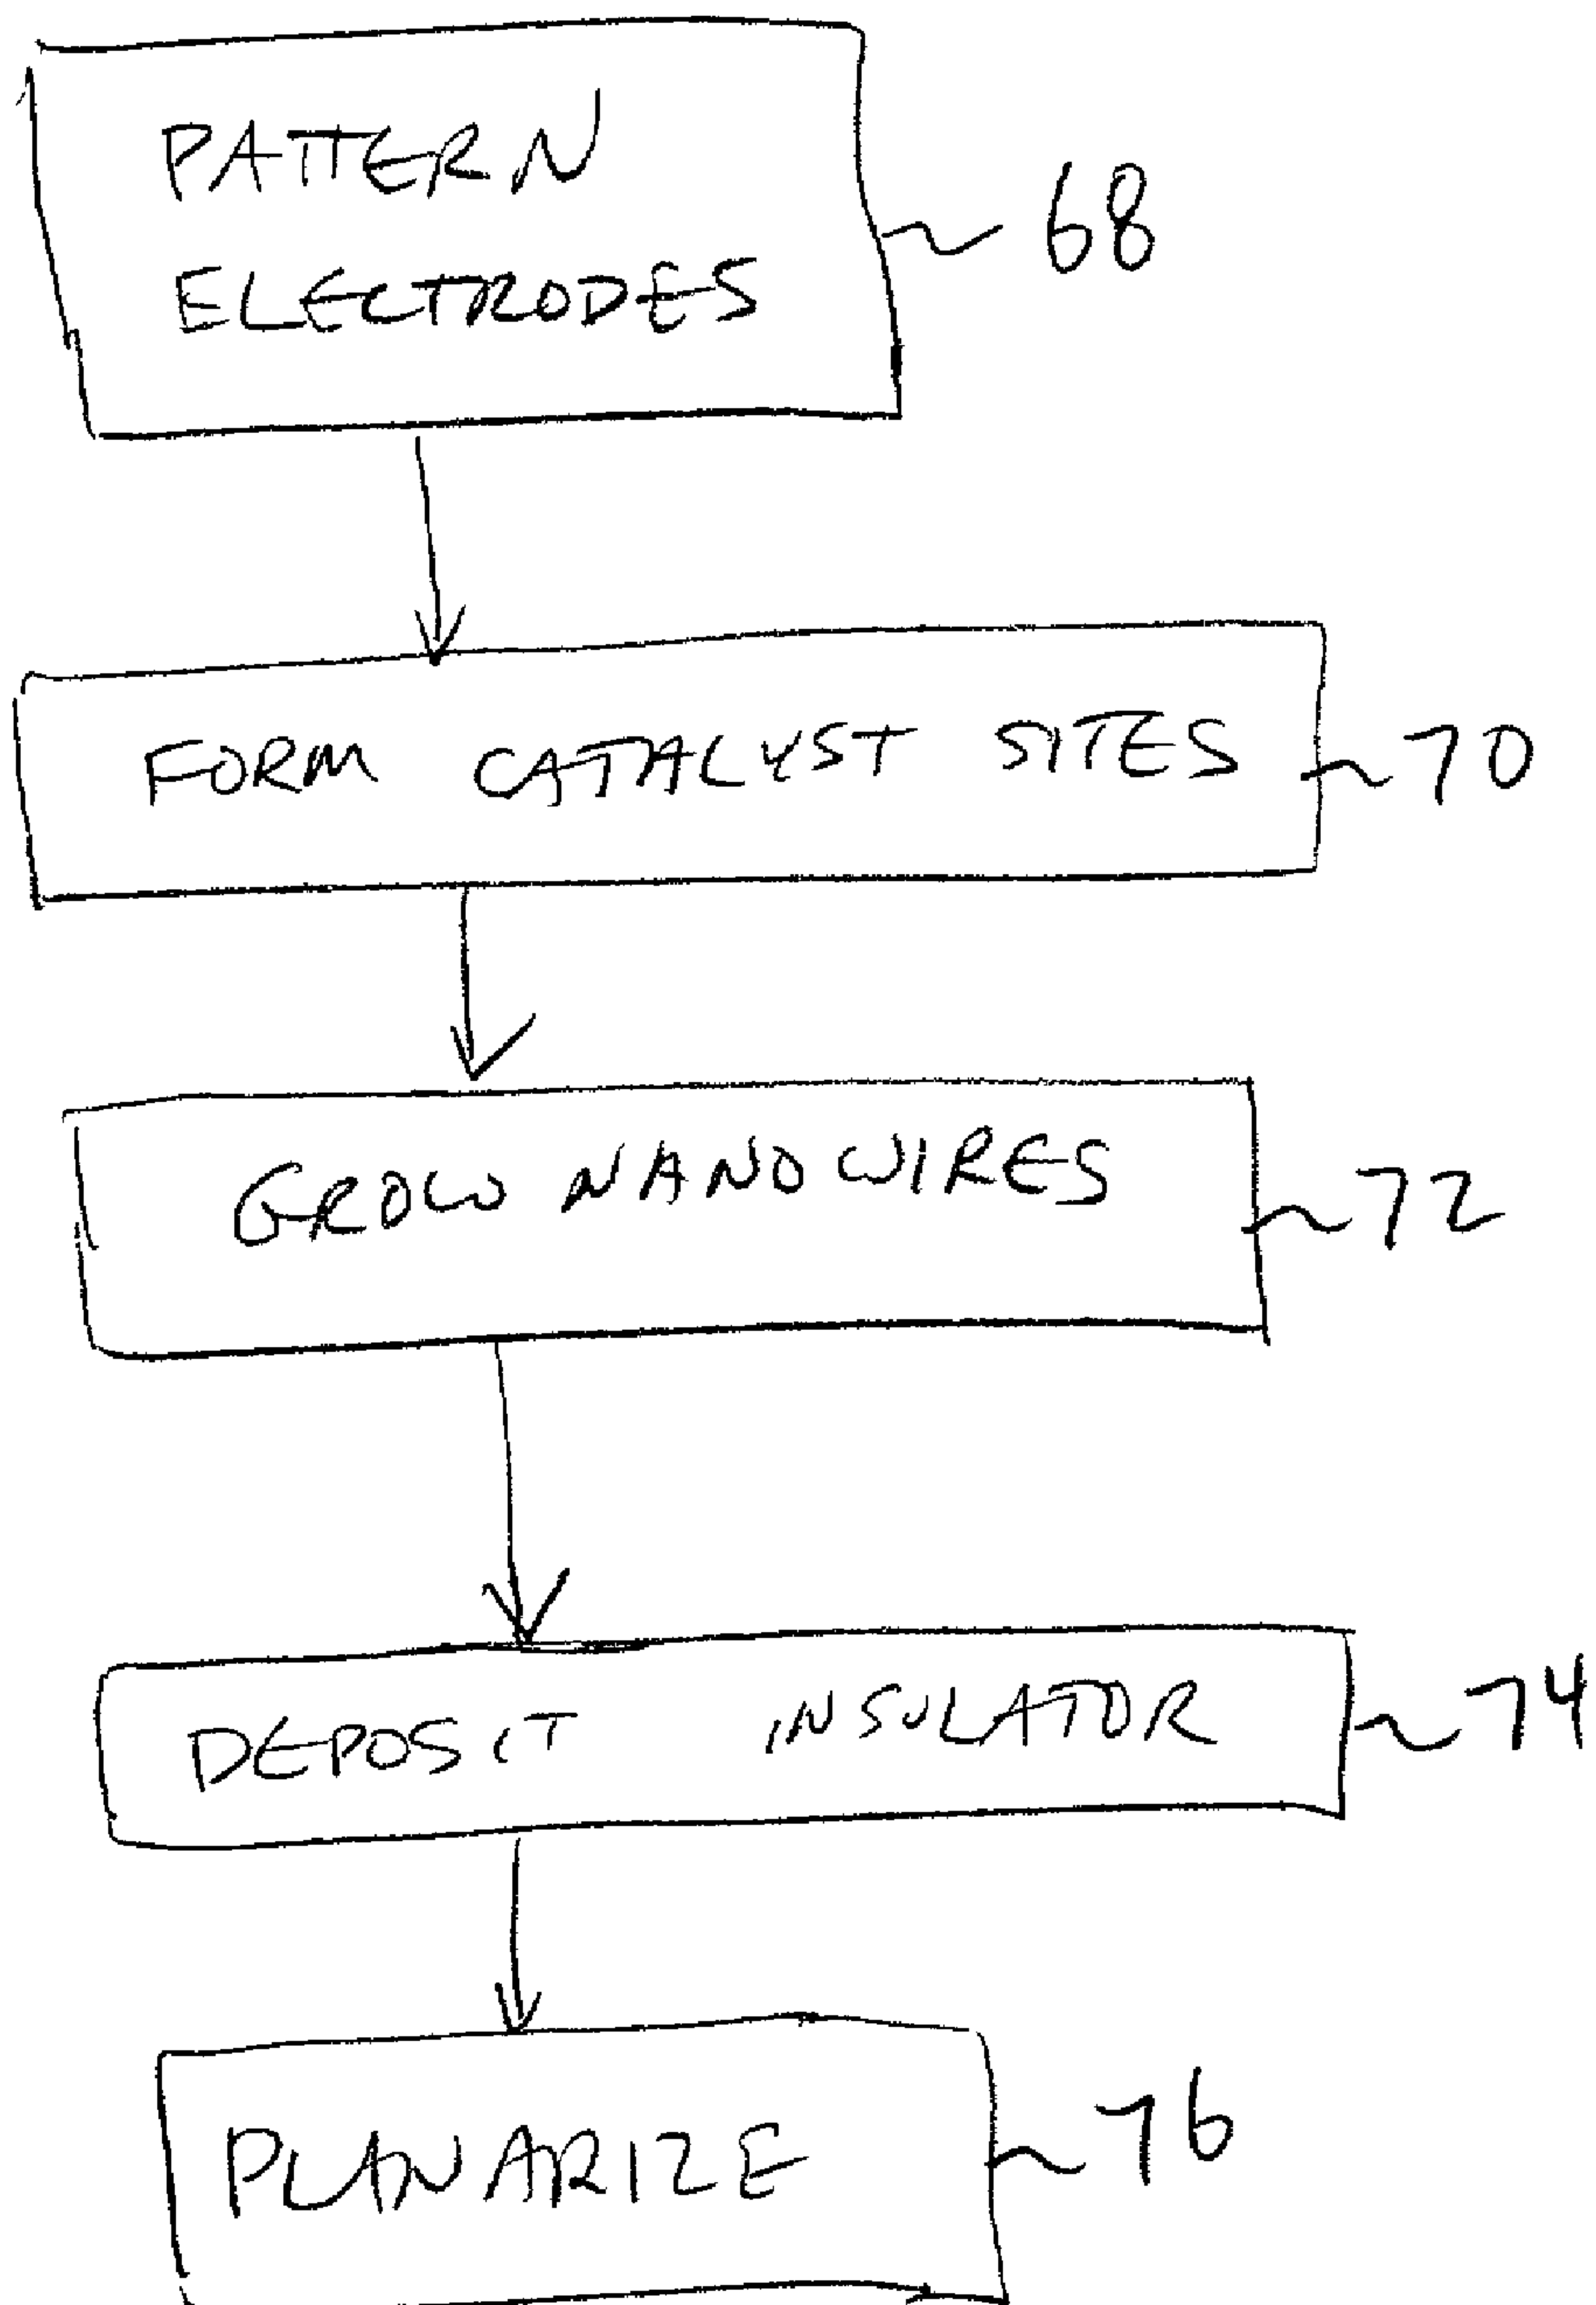 PATTERN
ELECTRODES
68
FORM CATALYST SITES
70
GROW NANOWIRES
72
DEPOSIT INSULATOR
74
PLANARIZE
76